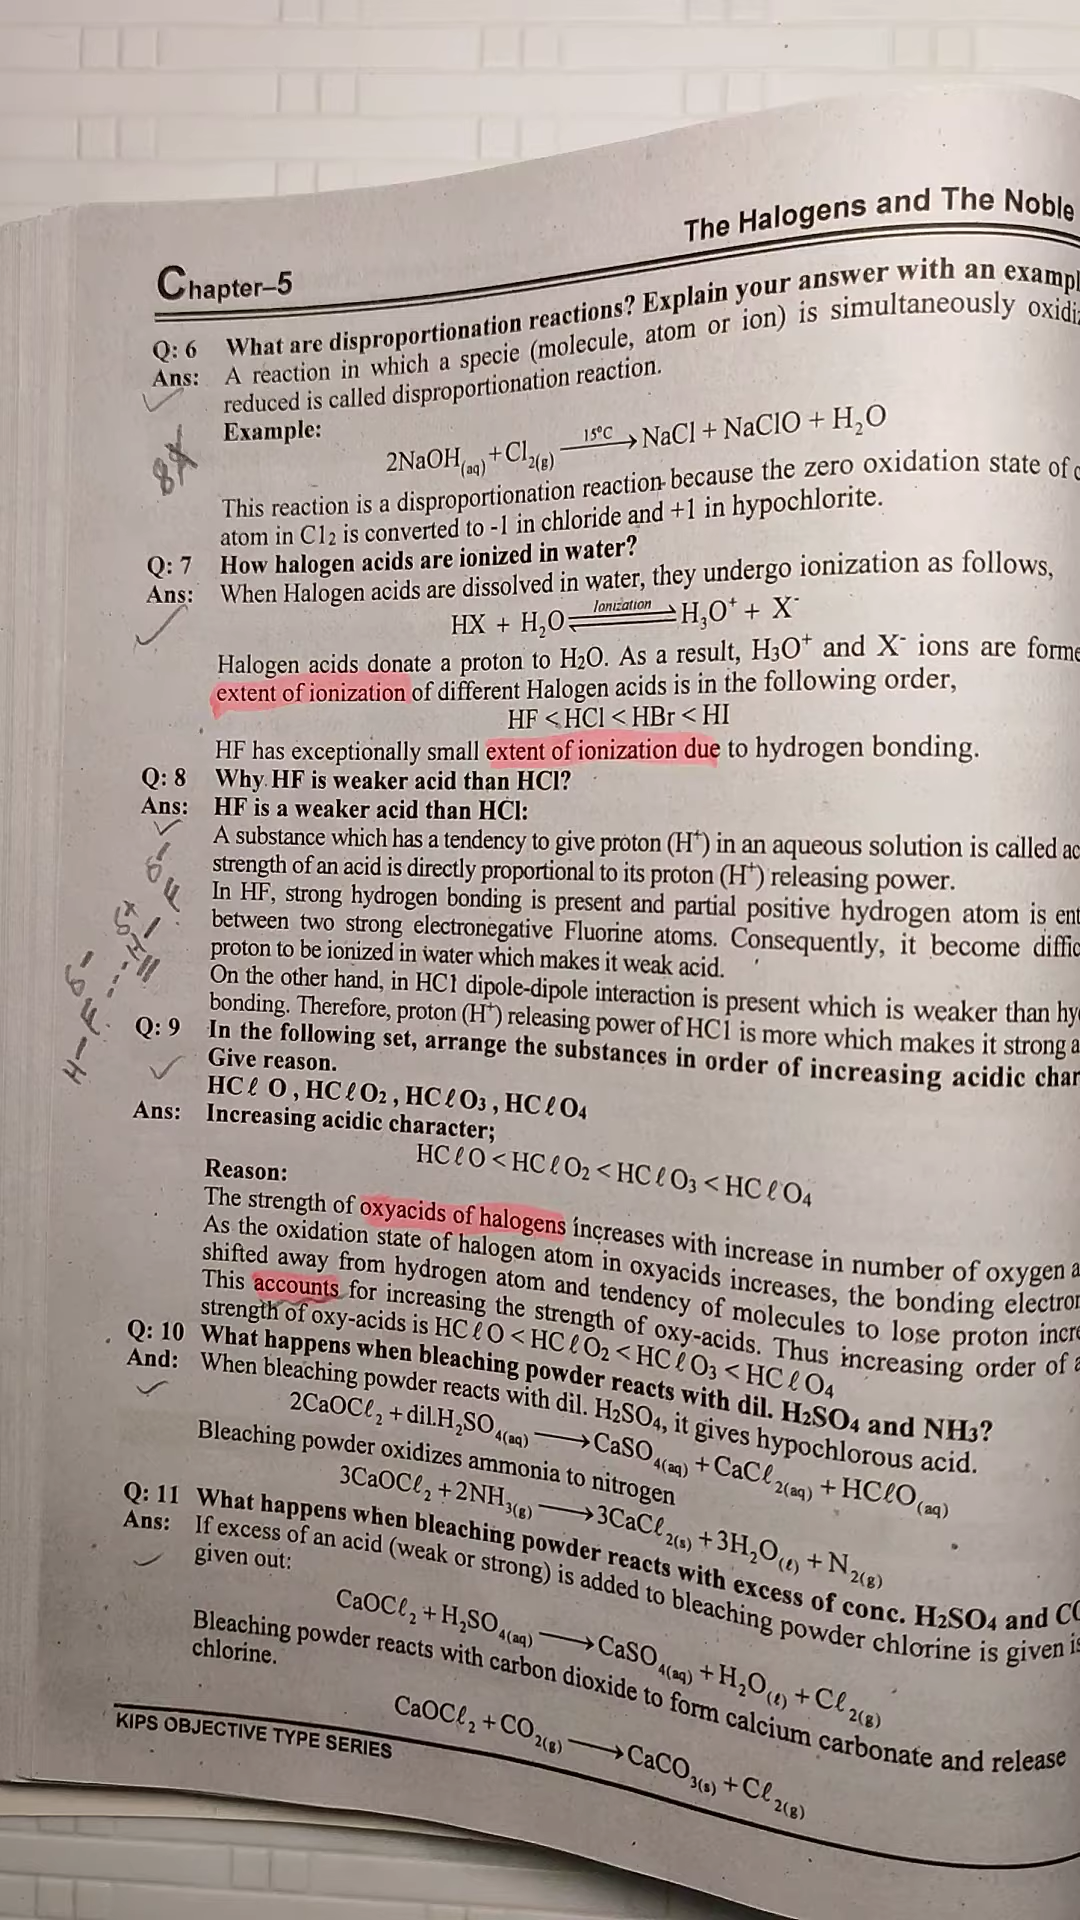 The Halogens and The Noble
Chapter–5
Q: 6 What are disproportionation reactions? Explain your answer with an exampl
Ans: A reaction in which a specie (molecule, atom or ion) is simultaneously oxidiz
reduced is called disproportionation reaction.
Example:
2NaOH(aq) + Cl2(g) —15°C→ NaCl + NaClO + H₂O
This reaction is a disproportionation reaction because the zero oxidation state of c
atom in C1₂ is converted to -1 in chloride and +1 in hypochlorite.
Q: 7 How halogen acids are ionized in water?
Ans: When Halogen acids are dissolved in water, they undergo ionization as follows,
HX + H₂O ⇌ Ionization H₃O⁺ + X⁻
Halogen acids donate a proton to H₂O. As a result, H₃O⁺ and X⁻ ions are forme
extent of ionization of different Halogen acids is in the following order,
HF < HCl < HBr < HI
HF has exceptionally small extent of ionization due to hydrogen bonding.
Q: 8 Why HF is weaker acid than HCl?
Ans: HF is a weaker acid than HCl:
A substance which has a tendency to give proton (H⁺) in an aqueous solution is called ac
strength of an acid is directly proportional to its proton (H⁺) releasing power.
In HF, strong hydrogen bonding is present and partial positive hydrogen atom is ent
between two strong electronegative Fluorine atoms. Consequently, it become diffic
proton to be ionized in water which makes it weak acid.
On the other hand, in HC1 dipole-dipole interaction is present which is weaker than hy
bonding. Therefore, proton (H⁺) releasing power of HC1 is more which makes it strong a
Q: 9 In the following set, arrange the substances in order of increasing acidic char
Give reason.
HCℓ O , HCℓO₂ , HCℓO₃ , HCℓO₄
Ans: Increasing acidic character;
HCℓO < HCℓO₂ < HCℓO₃ < HCℓO₄
Reason:
The strength of oxyacids of halogens increases with increase in number of oxygen a
As the oxidation state of halogen atom in oxyacids increases, the bonding electron
shifted away from hydrogen atom and tendency of molecules to lose proton incre
This accounts for increasing the strength of oxy-acids. Thus increasing order of a
strength of oxy-acids is HCℓO < HCℓO₂ < HCℓO₃ < HCℓO₄
Q: 10 What happens when bleaching powder reacts with dil. H₂SO₄ and NH₃?
And: When bleaching powder reacts with dil. H₂SO₄, it gives hypochlorous acid.
2CaOCℓ₂ + dil.H₂SO₄(aq) ⟶ CaSO₄(aq) + CaCℓ₂(aq) + HCℓO(aq)
Bleaching powder oxidizes ammonia to nitrogen
3CaOCℓ₂ + 2NH₃(g) ⟶ 3CaCℓ₂(s) + 3H₂O(ℓ) + N₂(g)
Q: 11 What happens when bleaching powder reacts with excess of conc. H₂SO₄ and CO
Ans: If excess of an acid (weak or strong) is added to bleaching powder chlorine is given is
given out:
CaOCℓ₂ + H₂SO₄(aq) ⟶ CaSO₄(aq) + H₂O(ℓ) + Cℓ₂(g)
Bleaching powder reacts with carbon dioxide to form calcium carbonate and release
chlorine.
CaOCℓ₂ + CO₂(g) ⟶ CaCO₃(s) + Cℓ₂(g)
KIPS OBJECTIVE TYPE SERIES